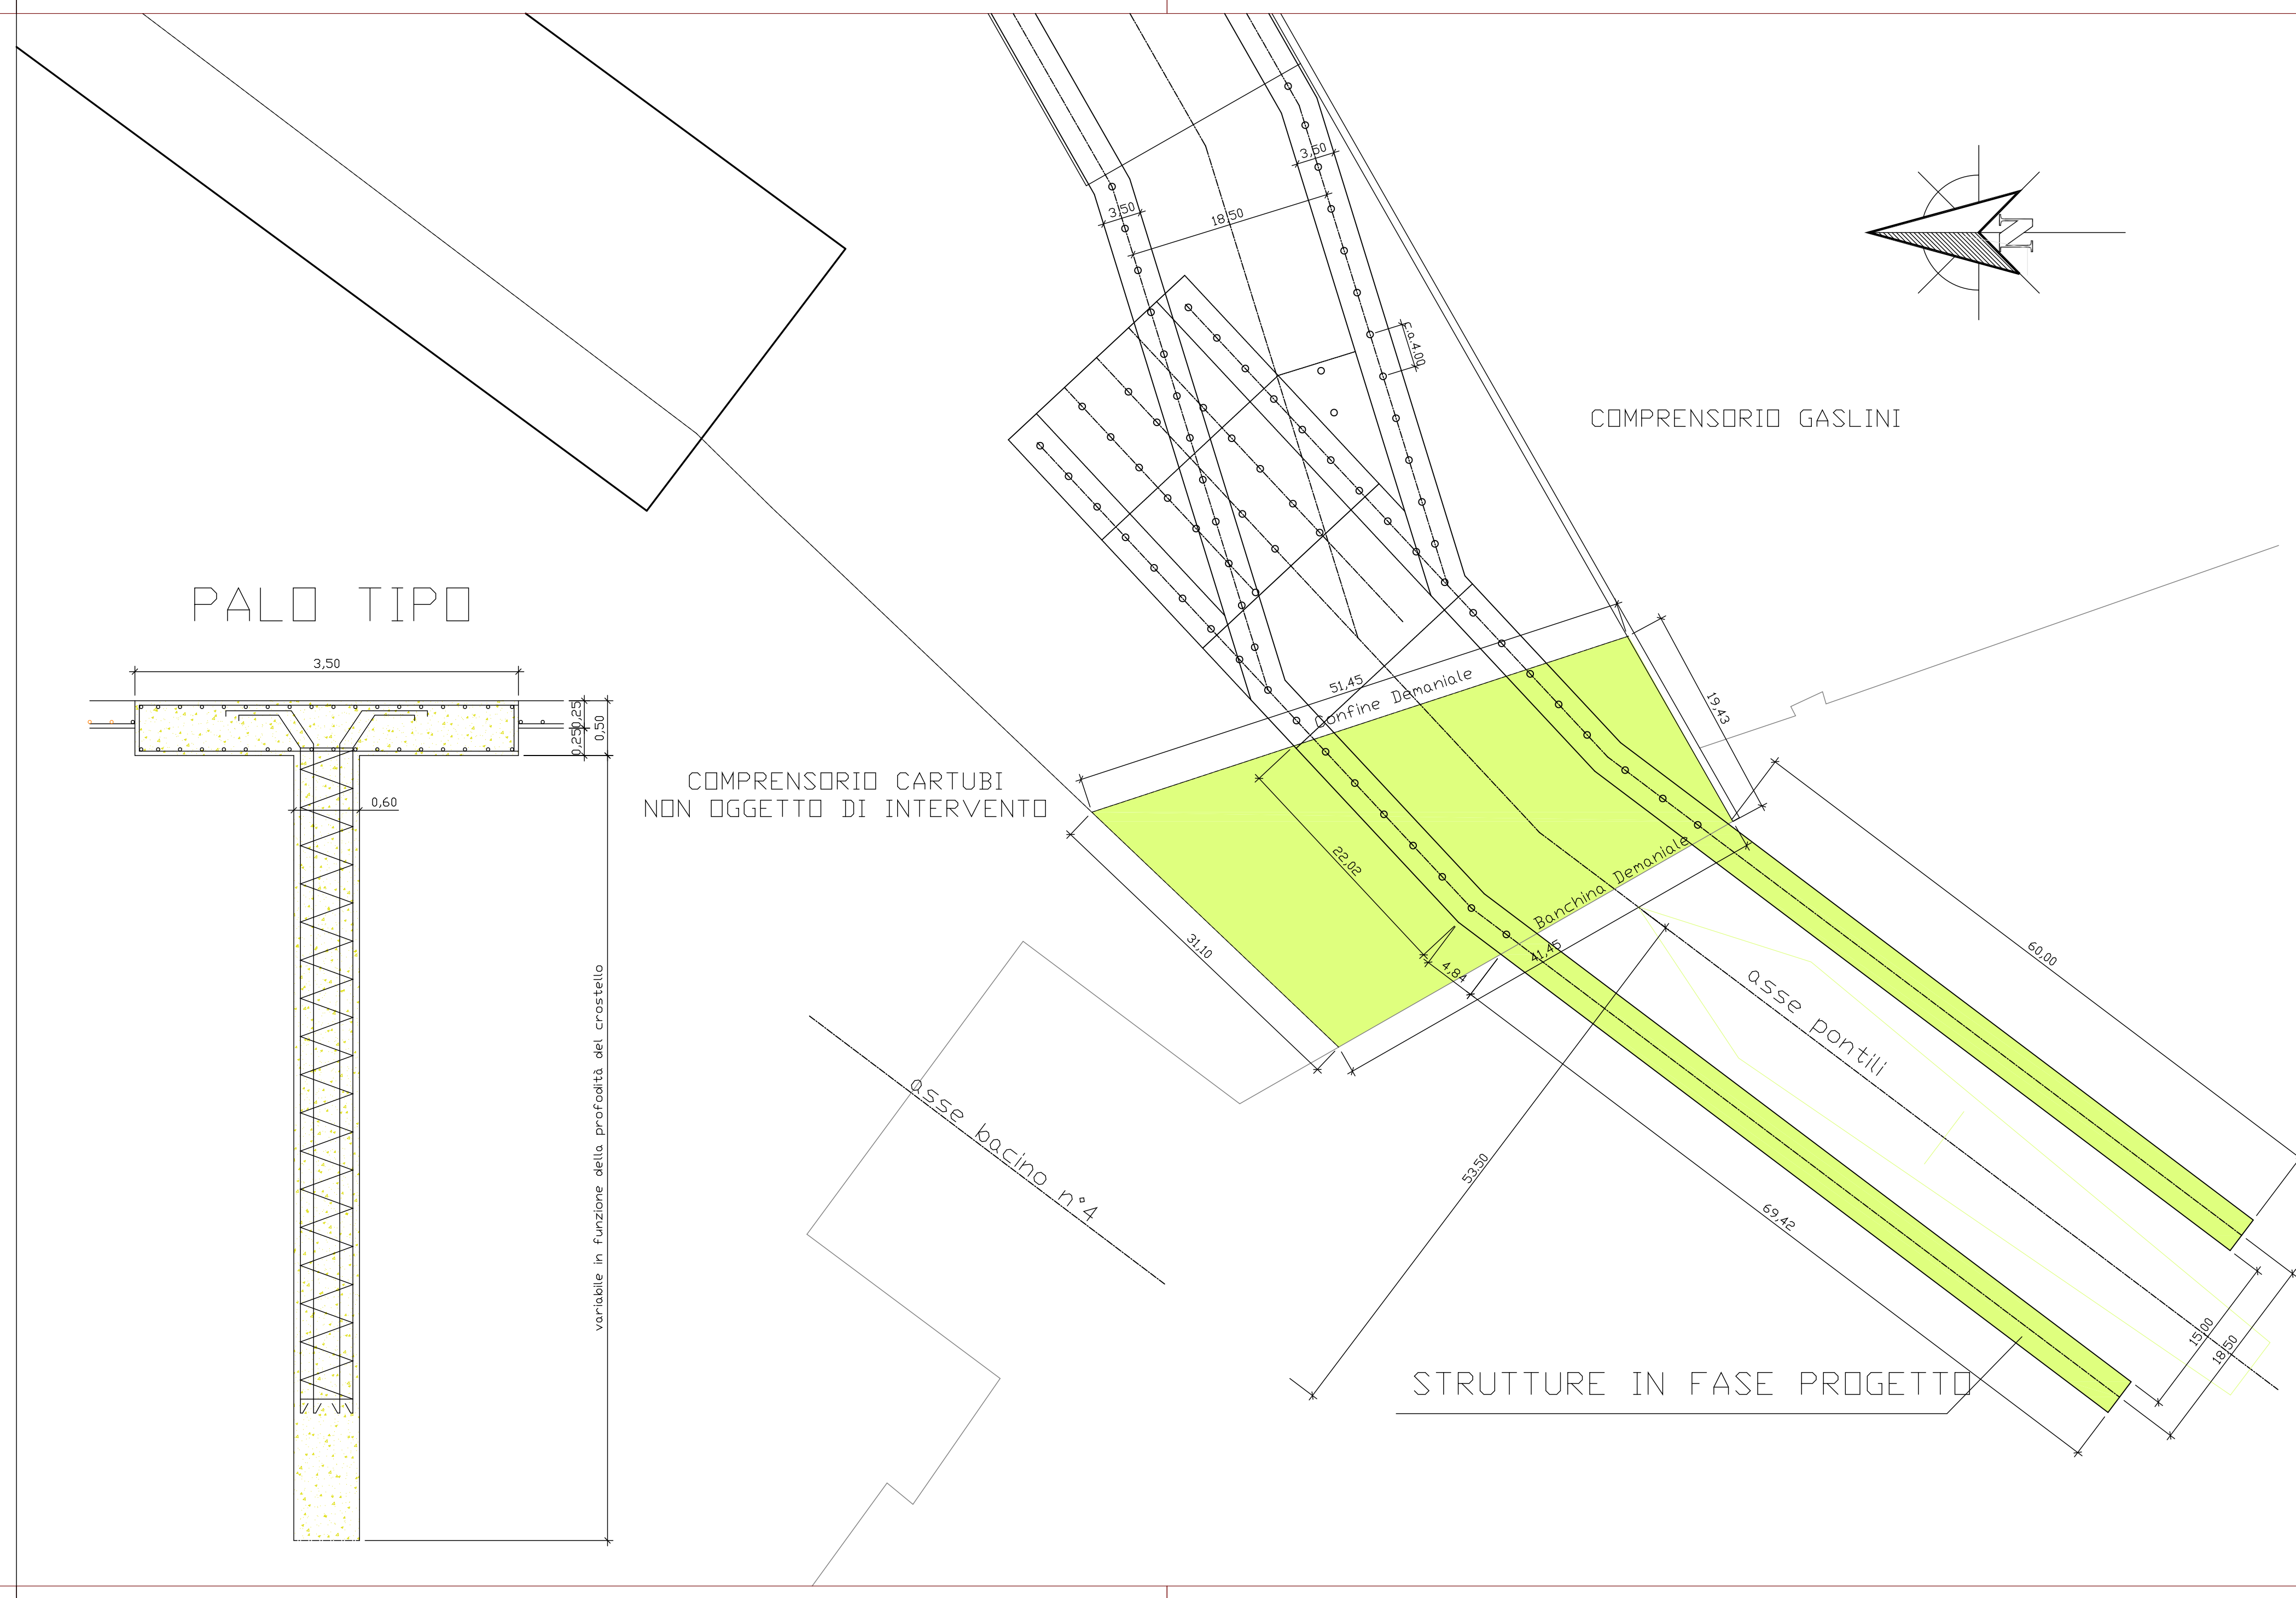 3,50
3,50
18,50
N
c.a.4.00
COMPRENSORIO GASLINI
PALO TIPO
3,50
0,25
0,25
0,50
0,60
variabile in funzione della profodità del crostello
COMPRENSORIO CARTUBI
NON OGGETTO DI INTERVENTO
51,45
Confine Demaniale
19,43
22,02
Banchina Demaniale
41,45
4,84
31,10
60,00
asse pontili
asse bacino n°4
53,50
69,42
15,00
18,50
STRUTTURE IN FASE PROGETTO